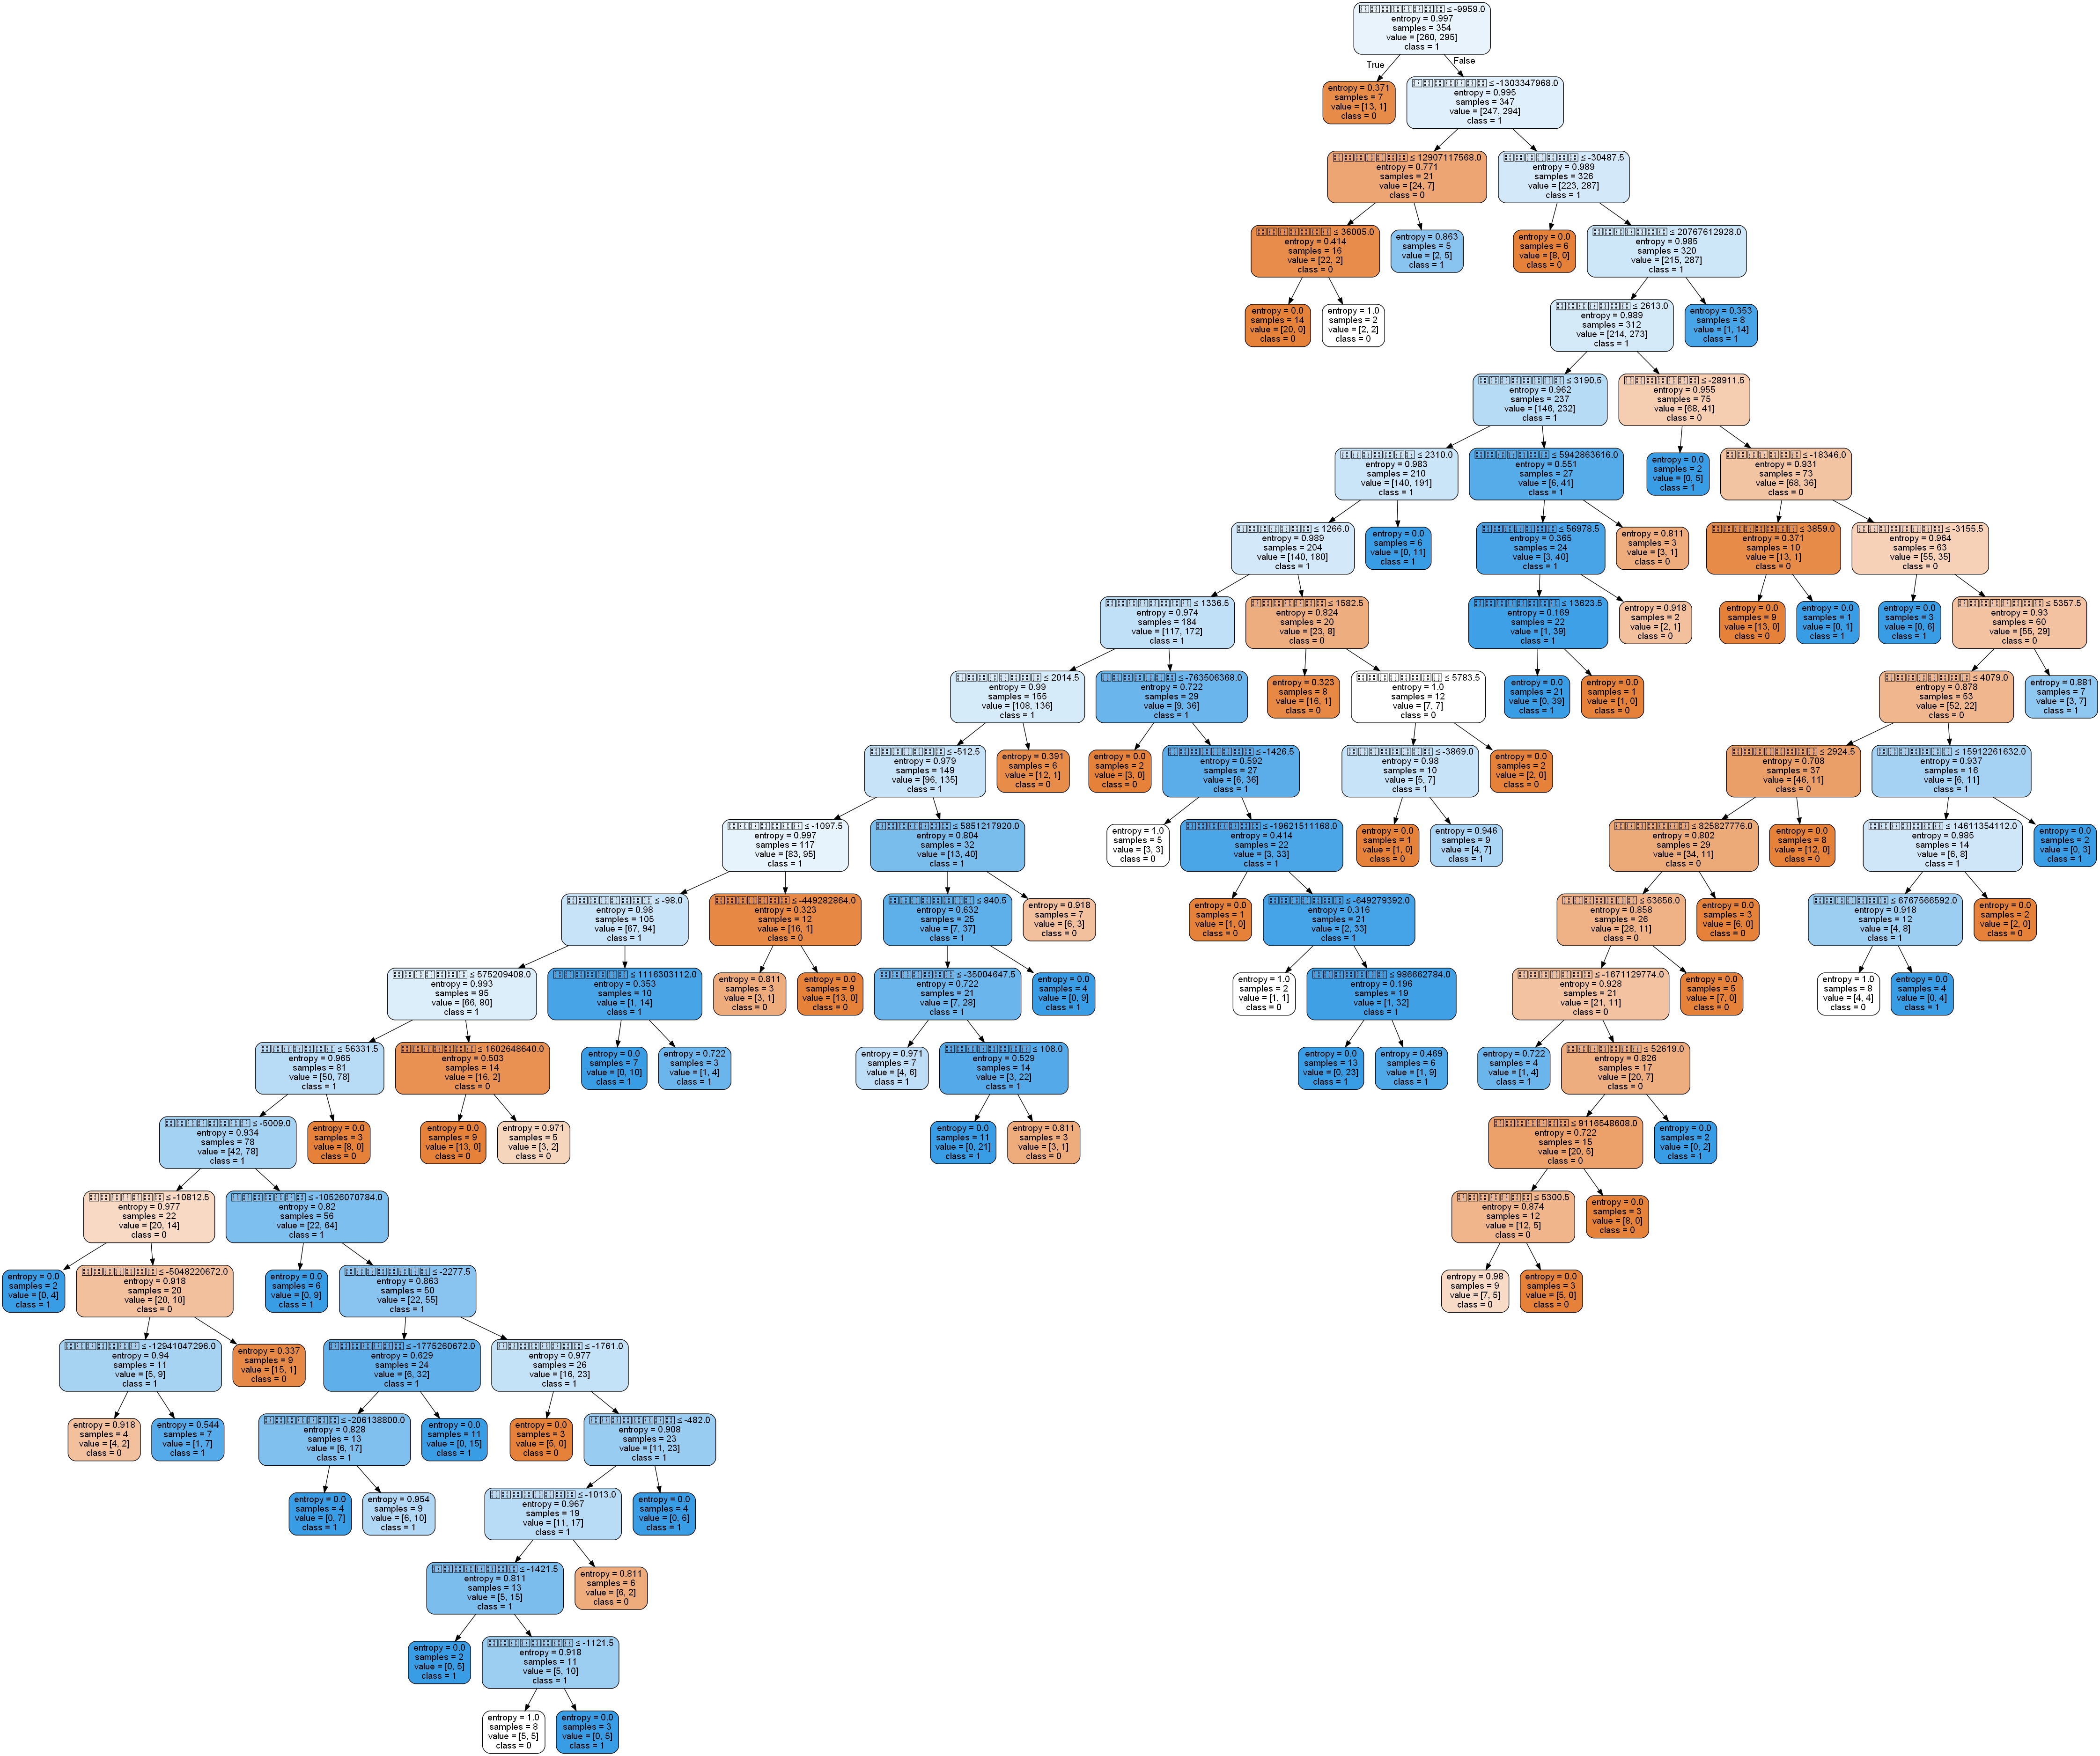 ≤ -9959.0
entropy = 0.997
samples = 354
value = [260, 295]
class = 1
True
False
entropy = 0.371
samples = 7
value = [13, 1]
class = 0
≤ -1303347968.0
entropy = 0.995
samples = 347
value = [247, 294]
class = 1
≤ 12907117568.0
entropy = 0.771
samples = 21
value = [24, 7]
class = 0
≤ -30487.5
entropy = 0.989
samples = 326
value = [223, 287]
class = 1
≤ 36005.0
entropy = 0.414
samples = 16
value = [22, 2]
class = 0
entropy = 0.863
samples = 5
value = [2, 5]
class = 1
entropy = 0.0
samples = 6
value = [8, 0]
class = 0
≤ 20767612928.0
entropy = 0.985
samples = 320
value = [215, 287]
class = 1
entropy = 0.0
samples = 14
value = [20, 0]
class = 0
entropy = 1.0
samples = 2
value = [2, 2]
class = 0
≤ 2613.0
entropy = 0.989
samples = 312
value = [214, 273]
class = 1
entropy = 0.353
samples = 8
value = [1, 14]
class = 1
≤ 3190.5
entropy = 0.962
samples = 237
value = [146, 232]
class = 1
≤ -28911.5
entropy = 0.955
samples = 75
value = [68, 41]
class = 0
≤ 2310.0
entropy = 0.983
samples = 210
value = [140, 191]
class = 1
≤ 5942863616.0
entropy = 0.551
samples = 27
value = [6, 41]
class = 1
entropy = 0.0
samples = 2
value = [0, 5]
class = 1
≤ -18346.0
entropy = 0.931
samples = 73
value = [68, 36]
class = 0
≤ 1266.0
entropy = 0.989
samples = 204
value = [140, 180]
class = 1
entropy = 0.0
samples = 6
value = [0, 11]
class = 1
≤ 56978.5
entropy = 0.365
samples = 24
value = [3, 40]
class = 1
entropy = 0.811
samples = 3
value = [3, 1]
class = 0
≤ 3859.0
entropy = 0.371
samples = 10
value = [13, 1]
class = 0
≤ -3155.5
entropy = 0.964
samples = 63
value = [55, 35]
class = 0
≤ 1336.5
entropy = 0.974
samples = 184
value = [117, 172]
class = 1
≤ 1582.5
entropy = 0.824
samples = 20
value = [23, 8]
class = 0
≤ 13623.5
entropy = 0.169
samples = 22
value = [1, 39]
class = 1
entropy = 0.918
samples = 2
value = [2, 1]
class = 0
entropy = 0.0
samples = 9
value = [13, 0]
class = 0
entropy = 0.0
samples = 1
value = [0, 1]
class = 1
entropy = 0.0
samples = 3
value = [0, 6]
class = 1
≤ 5357.5
entropy = 0.93
samples = 60
value = [55, 29]
class = 0
≤ 2014.5
entropy = 0.99
samples = 155
value = [108, 136]
class = 1
≤ -763506368.0
entropy = 0.722
samples = 29
value = [9, 36]
class = 1
entropy = 0.323
samples = 8
value = [16, 1]
class = 0
≤ 5783.5
entropy = 1.0
samples = 12
value = [7, 7]
class = 0
entropy = 0.0
samples = 21
value = [0, 39]
class = 1
entropy = 0.0
samples = 1
value = [1, 0]
class = 0
≤ 4079.0
entropy = 0.878
samples = 53
value = [52, 22]
class = 0
entropy = 0.881
samples = 7
value = [3, 7]
class = 1
≤ -512.5
entropy = 0.979
samples = 149
value = [96, 135]
class = 1
entropy = 0.391
samples = 6
value = [12, 1]
class = 0
entropy = 0.0
samples = 2
value = [3, 0]
class = 0
≤ -1426.5
entropy = 0.592
samples = 27
value = [6, 36]
class = 1
≤ -3869.0
entropy = 0.98
samples = 10
value = [5, 7]
class = 1
entropy = 0.0
samples = 2
value = [2, 0]
class = 0
≤ 2924.5
entropy = 0.708
samples = 37
value = [46, 11]
class = 0
≤ 15912261632.0
entropy = 0.937
samples = 16
value = [6, 11]
class = 1
≤ -1097.5
entropy = 0.997
samples = 117
value = [83, 95]
class = 1
≤ 5851217920.0
entropy = 0.804
samples = 32
value = [13, 40]
class = 1
entropy = 1.0
samples = 5
value = [3, 3]
class = 0
≤ -19621511168.0
entropy = 0.414
samples = 22
value = [3, 33]
class = 1
entropy = 0.0
samples = 1
value = [1, 0]
class = 0
entropy = 0.946
samples = 9
value = [4, 7]
class = 1
≤ 825827776.0
entropy = 0.802
samples = 29
value = [34, 11]
class = 0
entropy = 0.0
samples = 8
value = [12, 0]
class = 0
≤ 14611354112.0
entropy = 0.985
samples = 14
value = [6, 8]
class = 1
entropy = 0.0
samples = 2
value = [0, 3]
class = 1
≤ -98.0
entropy = 0.98
samples = 105
value = [67, 94]
class = 1
≤ -449282864.0
entropy = 0.323
samples = 12
value = [16, 1]
class = 0
≤ 840.5
entropy = 0.632
samples = 25
value = [7, 37]
class = 1
entropy = 0.918
samples = 7
value = [6, 3]
class = 0
entropy = 0.0
samples = 1
value = [1, 0]
class = 0
≤ -649279392.0
entropy = 0.316
samples = 21
value = [2, 33]
class = 1
≤ 53656.0
entropy = 0.858
samples = 26
value = [28, 11]
class = 0
entropy = 0.0
samples = 3
value = [6, 0]
class = 0
≤ 6767566592.0
entropy = 0.918
samples = 12
value = [4, 8]
class = 1
entropy = 0.0
samples = 2
value = [2, 0]
class = 0
≤ 575209408.0
entropy = 0.993
samples = 95
value = [66, 80]
class = 1
≤ 1116303112.0
entropy = 0.353
samples = 10
value = [1, 14]
class = 1
entropy = 0.811
samples = 3
value = [3, 1]
class = 0
entropy = 0.0
samples = 9
value = [13, 0]
class = 0
≤ -35004647.5
entropy = 0.722
samples = 21
value = [7, 28]
class = 1
entropy = 0.0
samples = 4
value = [0, 9]
class = 1
entropy = 1.0
samples = 2
value = [1, 1]
class = 0
≤ 986662784.0
entropy = 0.196
samples = 19
value = [1, 32]
class = 1
≤ -1671129774.0
entropy = 0.928
samples = 21
value = [21, 11]
class = 0
entropy = 0.0
samples = 5
value = [7, 0]
class = 0
entropy = 1.0
samples = 8
value = [4, 4]
class = 0
entropy = 0.0
samples = 4
value = [0, 4]
class = 1
≤ 56331.5
entropy = 0.965
samples = 81
value = [50, 78]
class = 1
≤ 1602648640.0
entropy = 0.503
samples = 14
value = [16, 2]
class = 0
entropy = 0.0
samples = 7
value = [0, 10]
class = 1
entropy = 0.722
samples = 3
value = [1, 4]
class = 1
entropy = 0.971
samples = 7
value = [4, 6]
class = 1
≤ 108.0
entropy = 0.529
samples = 14
value = [3, 22]
class = 1
entropy = 0.0
samples = 13
value = [0, 23]
class = 1
entropy = 0.469
samples = 6
value = [1, 9]
class = 1
entropy = 0.722
samples = 4
value = [1, 4]
class = 1
≤ 52619.0
entropy = 0.826
samples = 17
value = [20, 7]
class = 0
≤ -5009.0
entropy = 0.934
samples = 78
value = [42, 78]
class = 1
entropy = 0.0
samples = 3
value = [8, 0]
class = 0
entropy = 0.0
samples = 9
value = [13, 0]
class = 0
entropy = 0.971
samples = 5
value = [3, 2]
class = 0
entropy = 0.0
samples = 11
value = [0, 21]
class = 1
entropy = 0.811
samples = 3
value = [3, 1]
class = 0
≤ 9116548608.0
entropy = 0.722
samples = 15
value = [20, 5]
class = 0
entropy = 0.0
samples = 2
value = [0, 2]
class = 1
≤ -10812.5
entropy = 0.977
samples = 22
value = [20, 14]
class = 0
≤ -10526070784.0
entropy = 0.82
samples = 56
value = [22, 64]
class = 1
≤ 5300.5
entropy = 0.874
samples = 12
value = [12, 5]
class = 0
entropy = 0.0
samples = 3
value = [8, 0]
class = 0
entropy = 0.0
samples = 2
value = [0, 4]
class = 1
≤ -5048220672.0
entropy = 0.918
samples = 20
value = [20, 10]
class = 0
entropy = 0.0
samples = 6
value = [0, 9]
class = 1
≤ -2277.5
entropy = 0.863
samples = 50
value = [22, 55]
class = 1
entropy = 0.98
samples = 9
value = [7, 5]
class = 0
entropy = 0.0
samples = 3
value = [5, 0]
class = 0
≤ -12941047296.0
entropy = 0.94
samples = 11
value = [5, 9]
class = 1
entropy = 0.337
samples = 9
value = [15, 1]
class = 0
≤ -1775260672.0
entropy = 0.629
samples = 24
value = [6, 32]
class = 1
≤ -1761.0
entropy = 0.977
samples = 26
value = [16, 23]
class = 1
entropy = 0.918
samples = 4
value = [4, 2]
class = 0
entropy = 0.544
samples = 7
value = [1, 7]
class = 1
≤ -206138800.0
entropy = 0.828
samples = 13
value = [6, 17]
class = 1
entropy = 0.0
samples = 11
value = [0, 15]
class = 1
entropy = 0.0
samples = 3
value = [5, 0]
class = 0
≤ -482.0
entropy = 0.908
samples = 23
value = [11, 23]
class = 1
entropy = 0.0
samples = 4
value = [0, 7]
class = 1
entropy = 0.954
samples = 9
value = [6, 10]
class = 1
≤ -1013.0
entropy = 0.967
samples = 19
value = [11, 17]
class = 1
entropy = 0.0
samples = 4
value = [0, 6]
class = 1
≤ -1421.5
entropy = 0.811
samples = 13
value = [5, 15]
class = 1
entropy = 0.811
samples = 6
value = [6, 2]
class = 0
entropy = 0.0
samples = 2
value = [0, 5]
class = 1
≤ -1121.5
entropy = 0.918
samples = 11
value = [5, 10]
class = 1
entropy = 1.0
samples = 8
value = [5, 5]
class = 0
entropy = 0.0
samples = 3
value = [0, 5]
class = 1